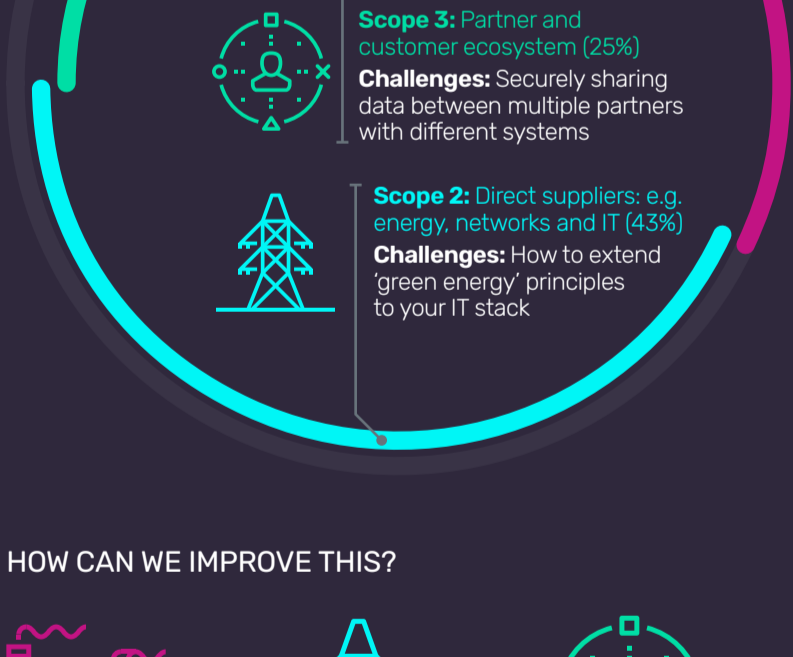 Scope 3: Partner and
customer ecosystem (25%)
Challenges: Securely sharing
data between multiple partners
with different systems
Scope 2: Direct suppliers: e.g.
energy, networks and IT (43%)
Challenges: How to extend
‘green energy’ principles
to your IT stack
HOW CAN WE IMPROVE THIS?